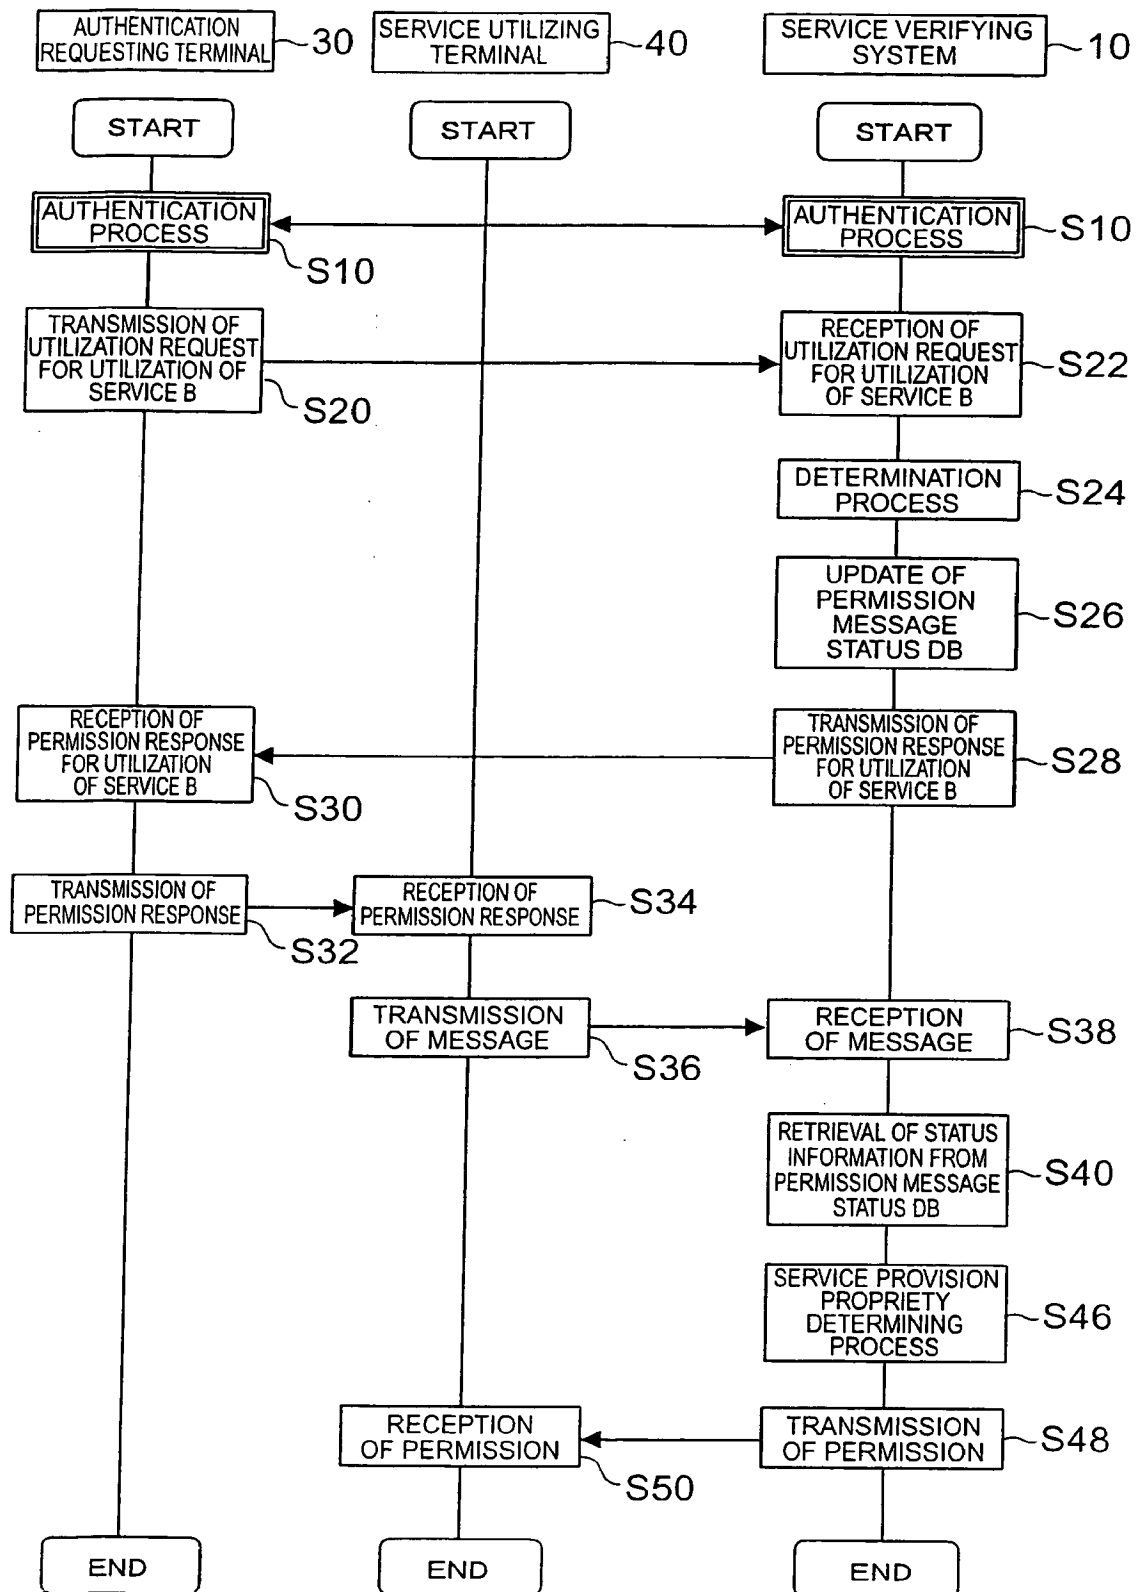 AUTHENTICATION
REQUESTING TERMINAL
30
SERVICE UTILIZING
TERMINAL
40
SERVICE VERIFYING
SYSTEM
10
START
START
START
AUTHENTICATION
PROCESS
S10
AUTHENTICATION
PROCESS
S10
TRANSMISSION OF
UTILIZATION REQUEST
FOR UTILIZATION OF
SERVICE B
S20
RECEPTION OF
UTILIZATION REQUEST
FOR UTILIZATION
OF SERVICE B
S22
DETERMINATION
PROCESS
S24
UPDATE OF
PERMISSION
MESSAGE
STATUS DB
S26
RECEPTION OF
PERMISSION RESPONSE
FOR UTILIZATION
OF SERVICE B
S30
TRANSMISSION OF
PERMISSION RESPONSE
FOR UTILIZATION
OF SERVICE B
S28
TRANSMISSION OF
PERMISSION RESPONSE
S32
RECEPTION OF
PERMISSION RESPONSE
S34
TRANSMISSION
OF MESSAGE
S36
RECEPTION
OF MESSAGE
S38
RETRIEVAL OF STATUS
INFORMATION FROM
PERMISSION MESSAGE
STATUS DB
S40
SERVICE PROVISION
PROPRIETY
DETERMINING
PROCESS
S46
RECEPTION
OF PERMISSION
S50
TRANSMISSION
OF PERMISSION
S48
END
END
END